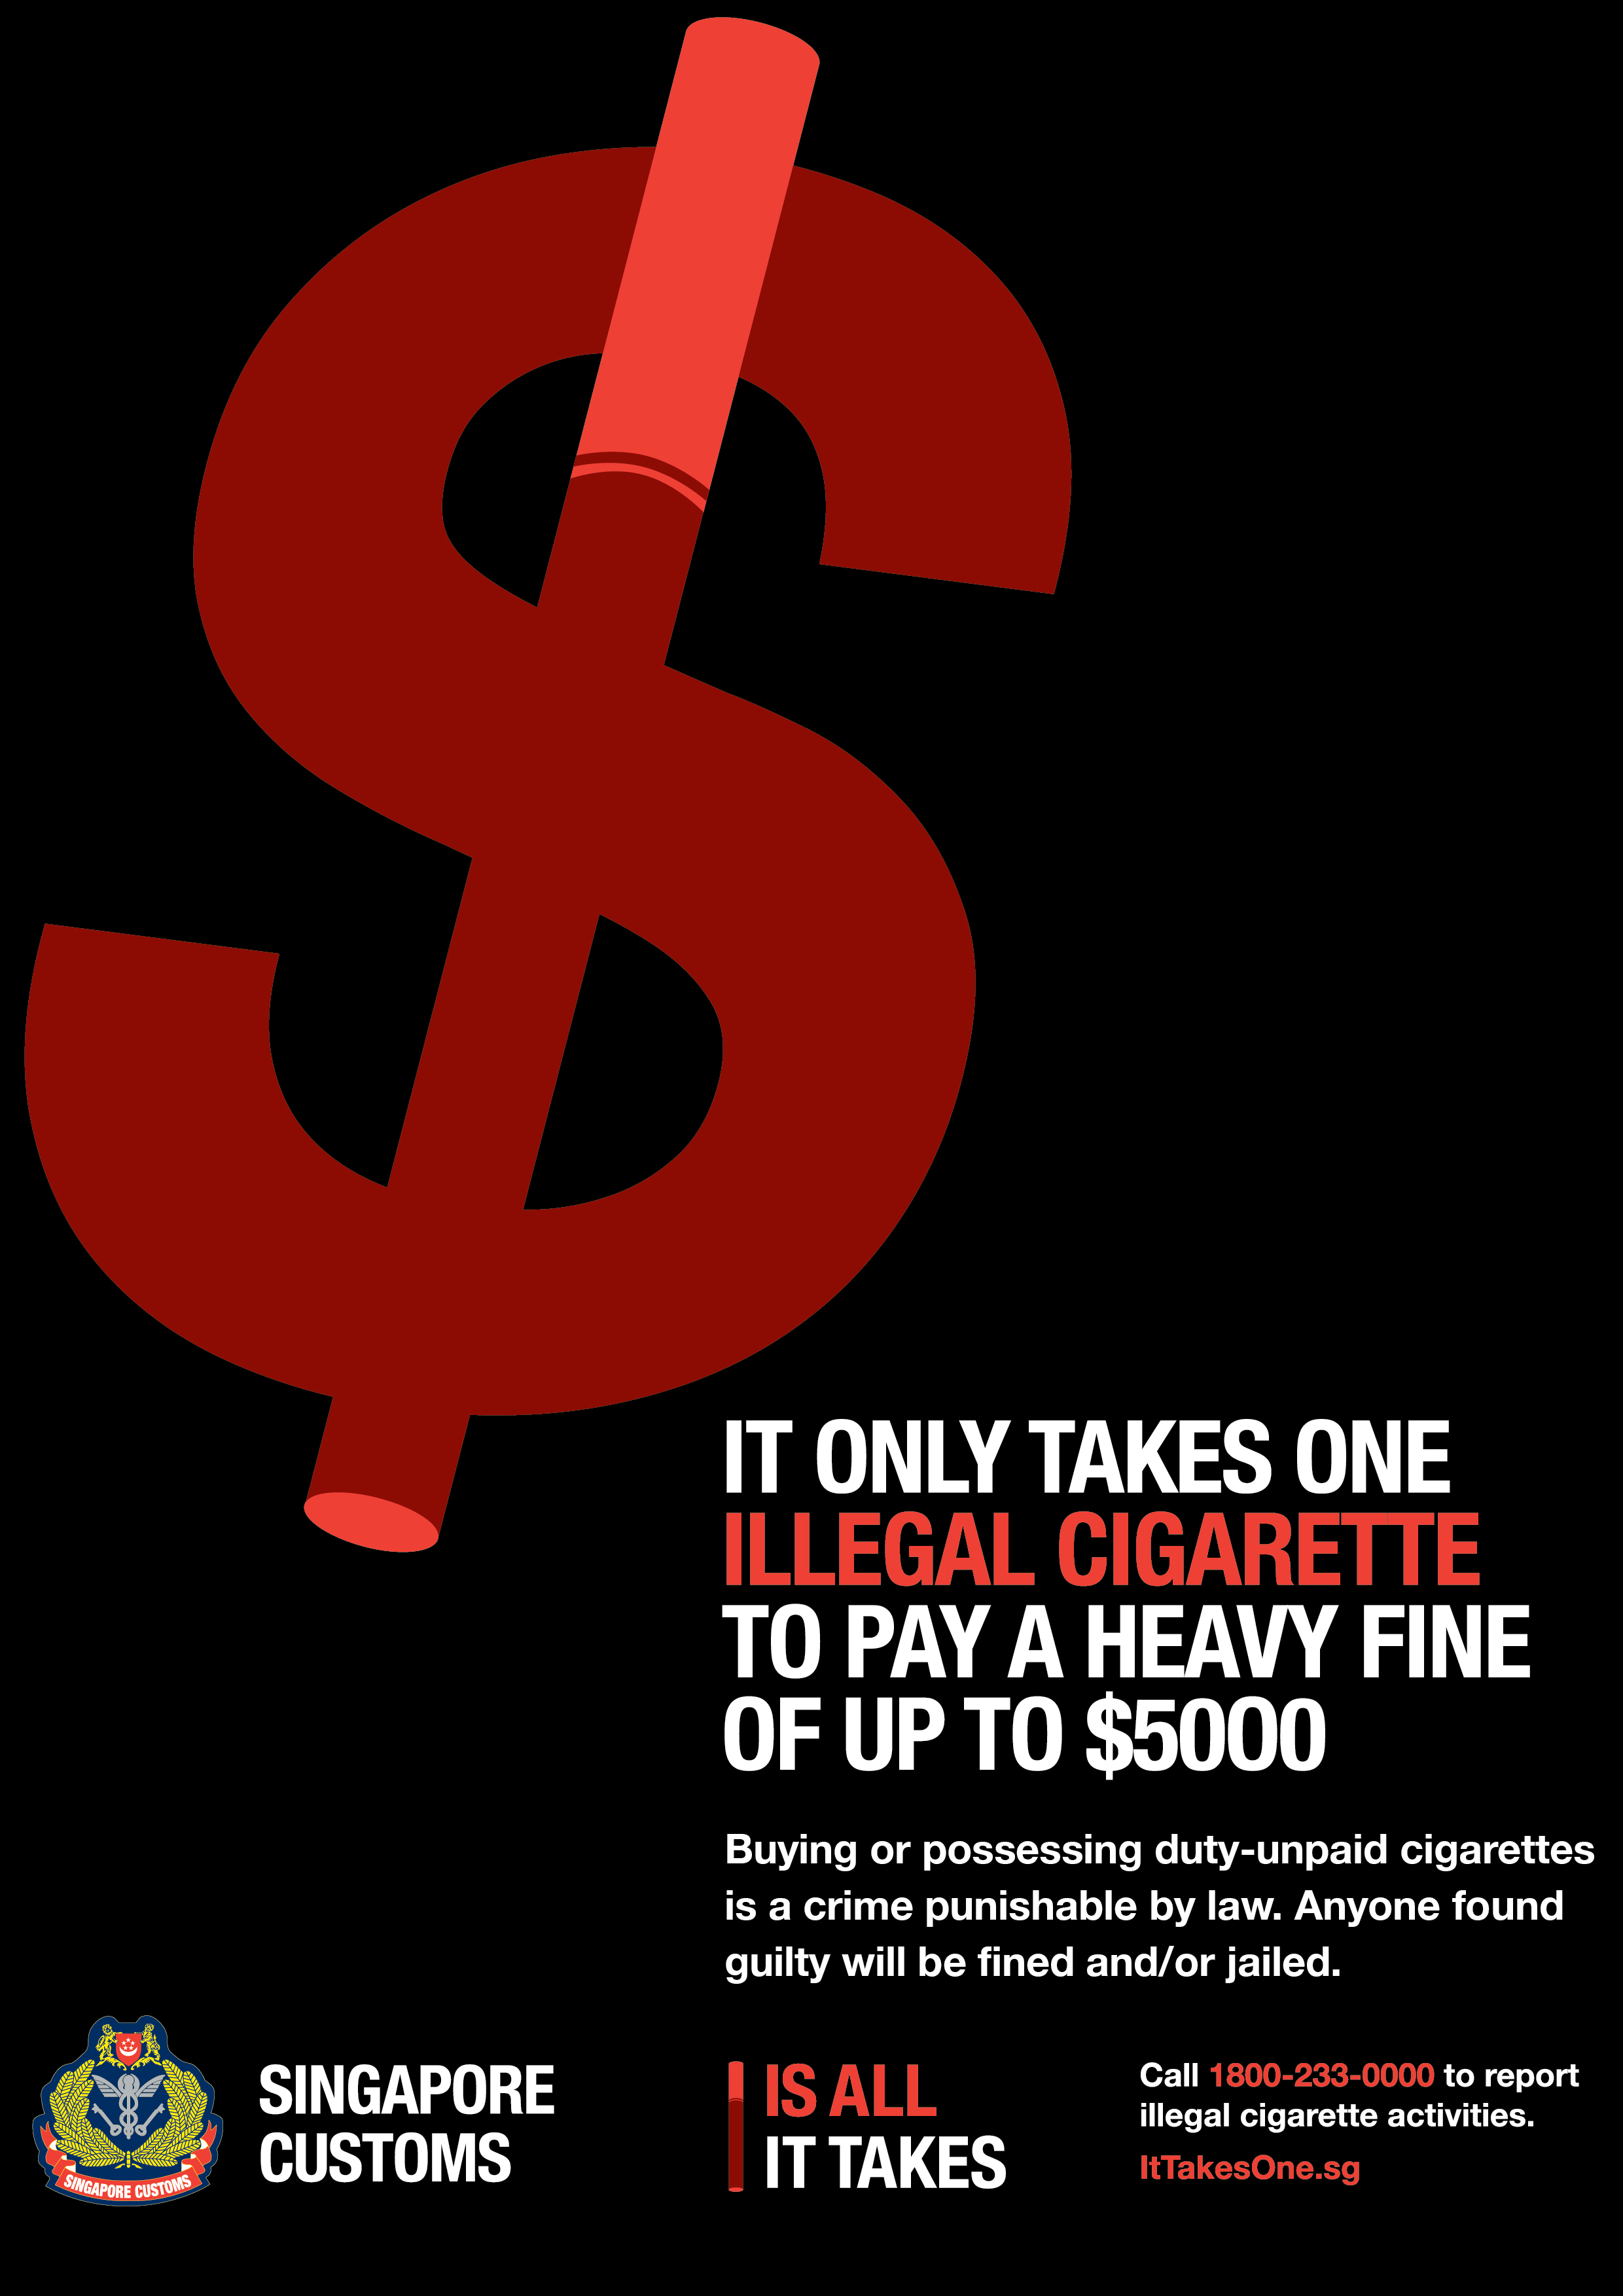 IT ONLY TAKES ONE
ILLEGAL CIGARETTE
TO PAY A HEAVY FINE
OF UP TO $5000
Buying or possessing duty-unpaid cigarettes
is a crime punishable by law. Anyone found
guilty will be fined and/or jailed.
SINGAPORE CUSTOMS
SINGAPORE
CUSTOMS
IS ALL
IT TAKES
Call 1800-233-0000 to report
illegal cigarette activities.
ItTakesOne.sg